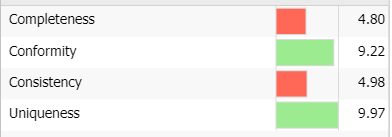 Completeness 4.80
Conformity 9.22
Consistency 4.98
Uniqueness 9.97